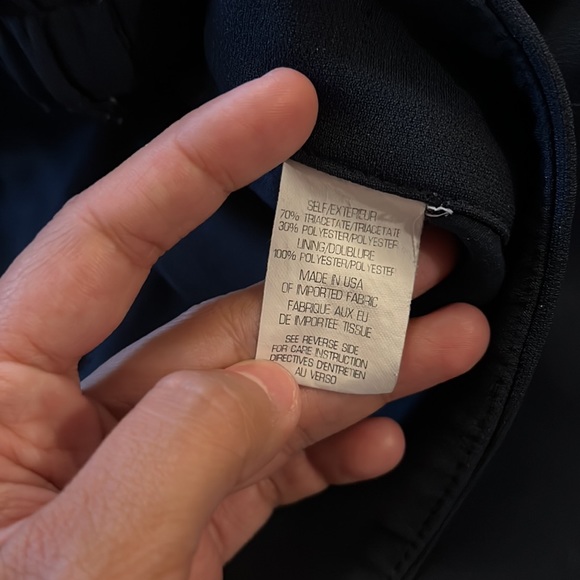 SELF/EXTERIEUR
70% TRIACETATE/TRIACETATE
30% POLYESTER/POLYESTER
LINING/DOUBLURE
100% POLYESTER/POLYESTER
MADE IN USA
OF IMPORTED FABRIC
FABRIQUE AUX EU
DE IMPORTEE TISSUE
SEE REVERSE SIDE
FOR CARE INSTRUCTION
DIRECTIVES D'ENTRETIEN
AU VERSO